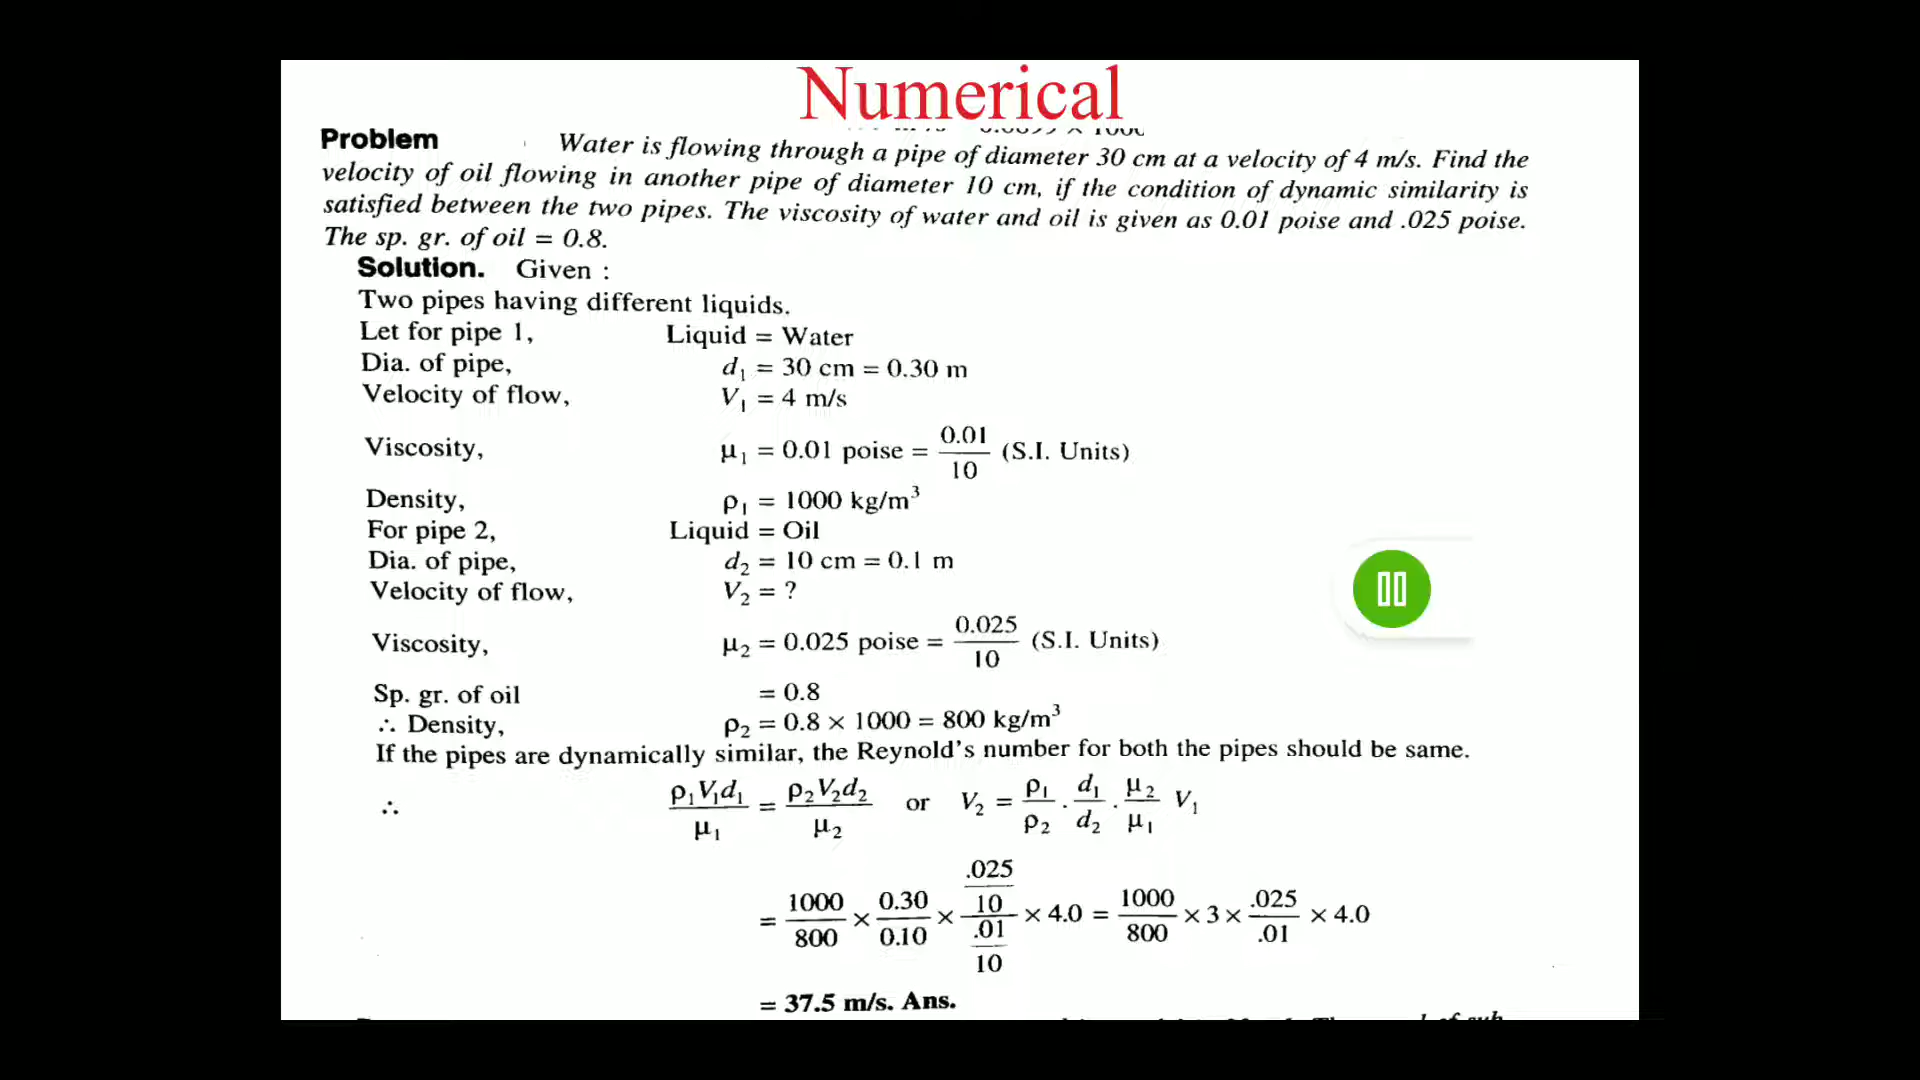 Numerical
Problem Water is flowing through a pipe of diameter 30 cm at a velocity of 4 m/s. Find the
velocity of oil flowing in another pipe of diameter 10 cm, if the condition of dynamic similarity is
satisfied between the two pipes. The viscosity of water and oil is given as 0.01 poise and .025 poise.
The sp. gr. of oil = 0.8.
Solution. Given :
Two pipes having different liquids.
Let for pipe 1, Liquid = Water
Dia. of pipe, d₁ = 30 cm = 0.30 m
Velocity of flow, V₁ = 4 m/s
Viscosity, μ₁ = 0.01 poise = 0.01/10 (S.I. Units)
Density, ρ₁ = 1000 kg/m³
For pipe 2, Liquid = Oil
Dia. of pipe, d₂ = 10 cm = 0.1 m
Velocity of flow, V₂ = ?
Viscosity, μ₂ = 0.025 poise = 0.025/10 (S.I. Units)
Sp. gr. of oil = 0.8
∴ Density, ρ₂ = 0.8 × 1000 = 800 kg/m³
If the pipes are dynamically similar, the Reynold's number for both the pipes should be same.
∴ ρ₁V₁d₁/μ₁ = ρ₂V₂d₂/μ₂ or V₂ = ρ₁/ρ₂ . d₁/d₂ . μ₂/μ₁ V₁
= 1000/800 × 0.30/0.10 × (.025/10)/(.01/10) × 4.0 = 1000/800 × 3 × .025/.01 × 4.0
= 37.5 m/s. Ans.